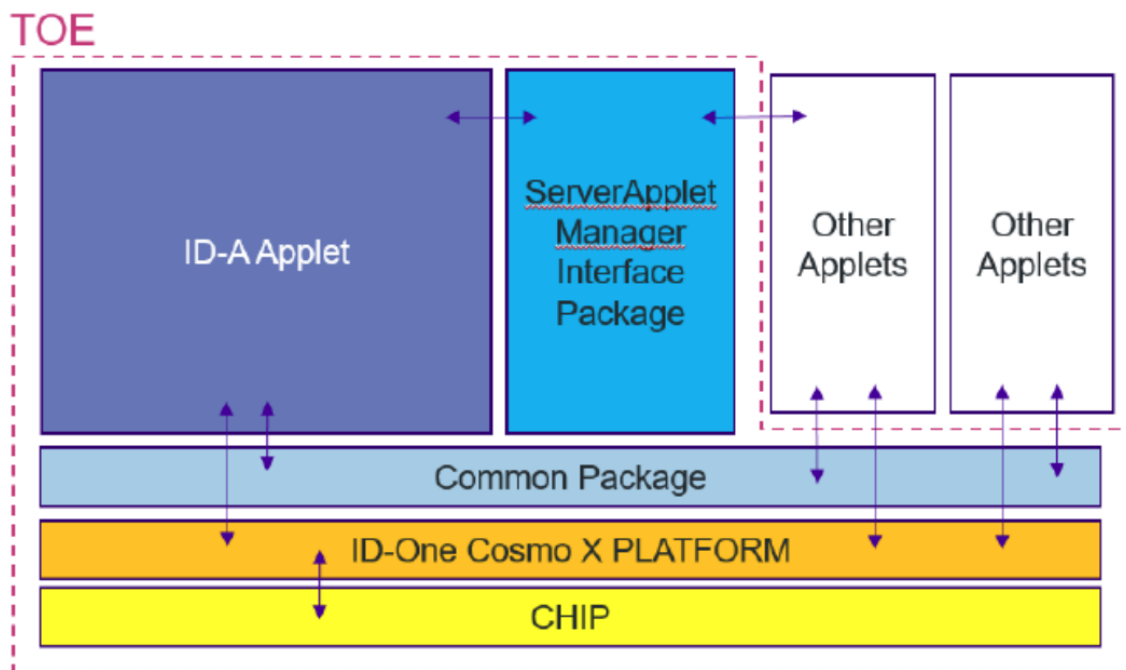 TOE
ID-A Applet
ServerApplet
Manager
Interface
Package
Other
Applets
Other
Applets
Common Package
ID-One Cosmo X PLATFORM
CHIP